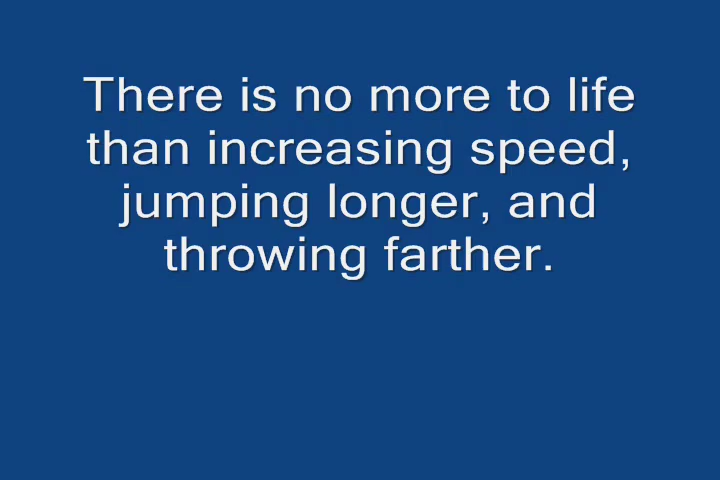 There is no more to life
than increasing speed,
jumping longer, and
throwing farther.